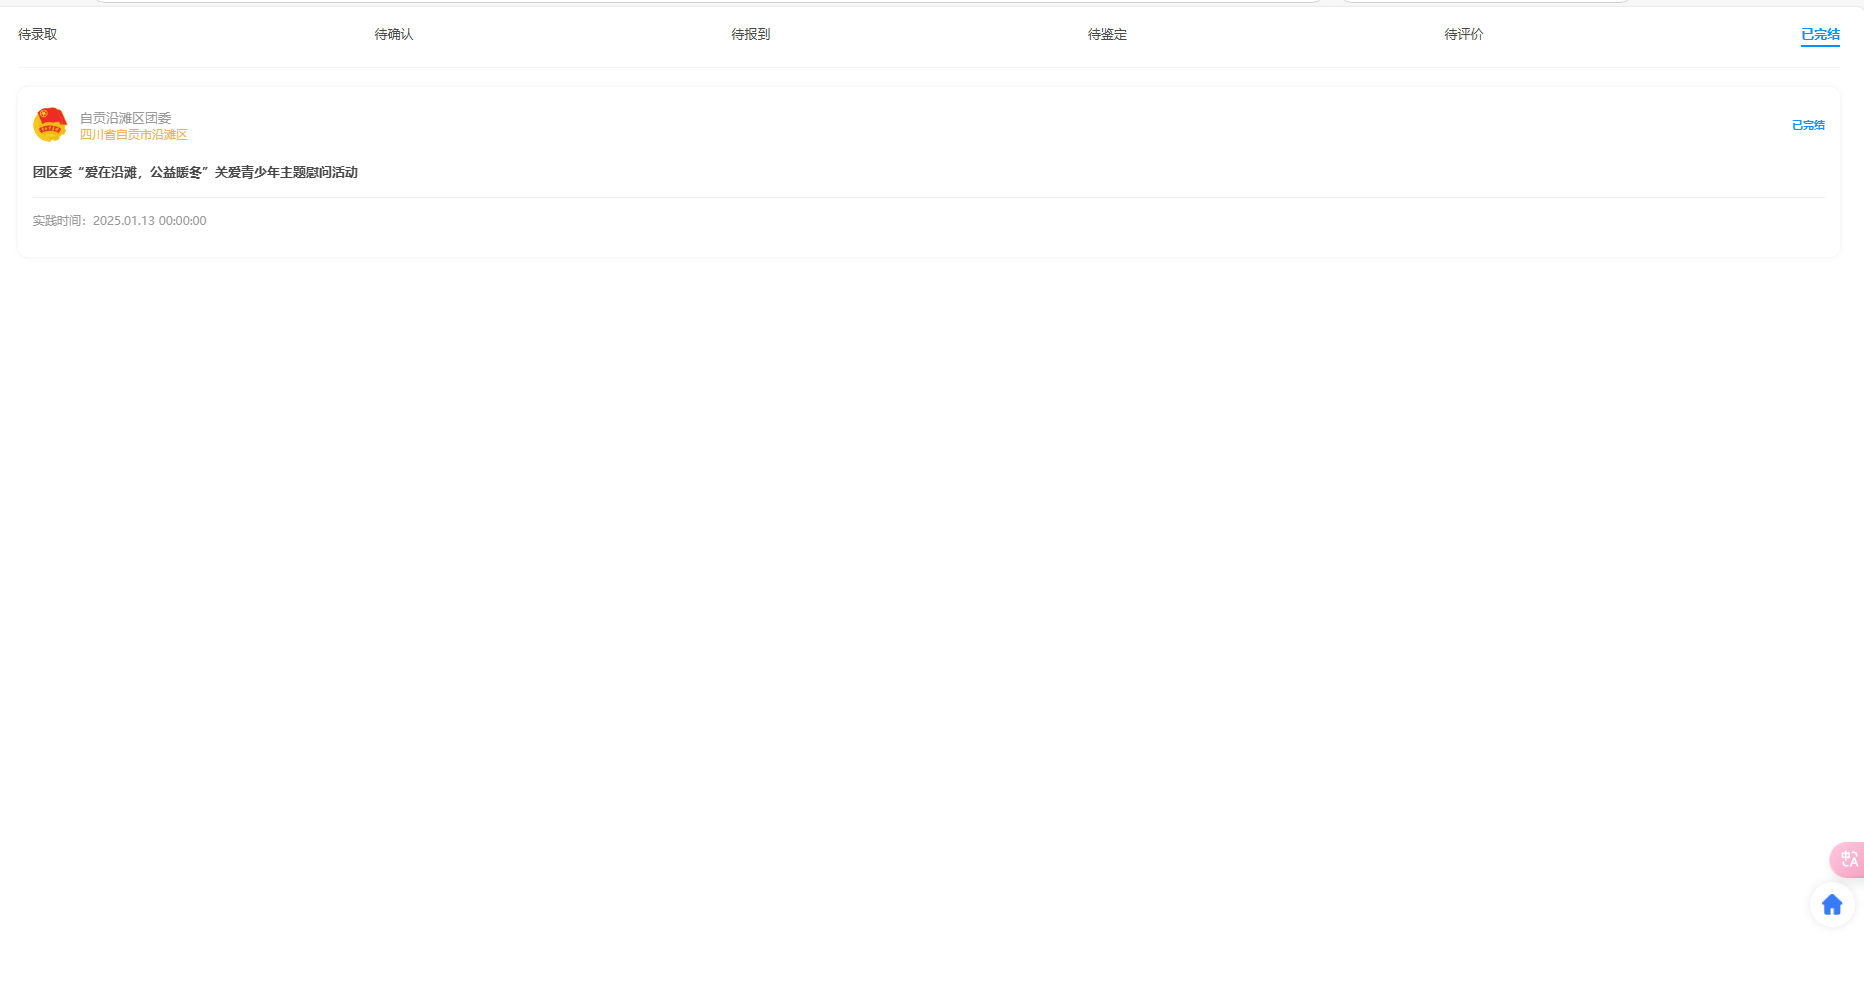 待录取
待确认
待报到
待鉴定
待评价
已完结
自贡沿滩区团委
四川省自贡市沿滩区
已完结
团区委“爱在沿滩，公益暖冬”关爱青少年主题慰问活动
实践时间：2025.01.13 00:00:00